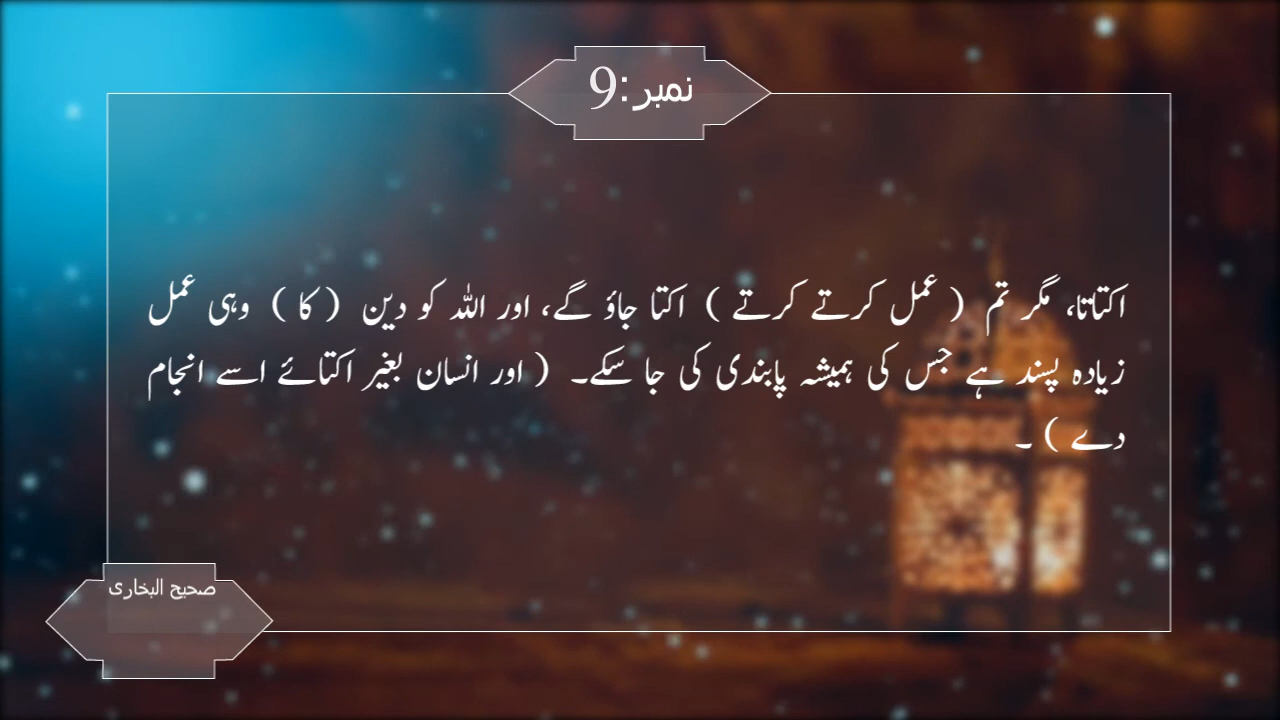 نمبر:9
اکتاتا، مگر تم ( عمل کرتے کرتے ) اکتا جاؤ گے، اور اللہ کو دین ( کا ) وہی عمل
زیادہ پسند ہے جس کی ہمیشہ پابندی کی جا سکے۔ ( اور انسان بغیر اکتائے اسے انجام
دے ) ۔
صحیح البخاری